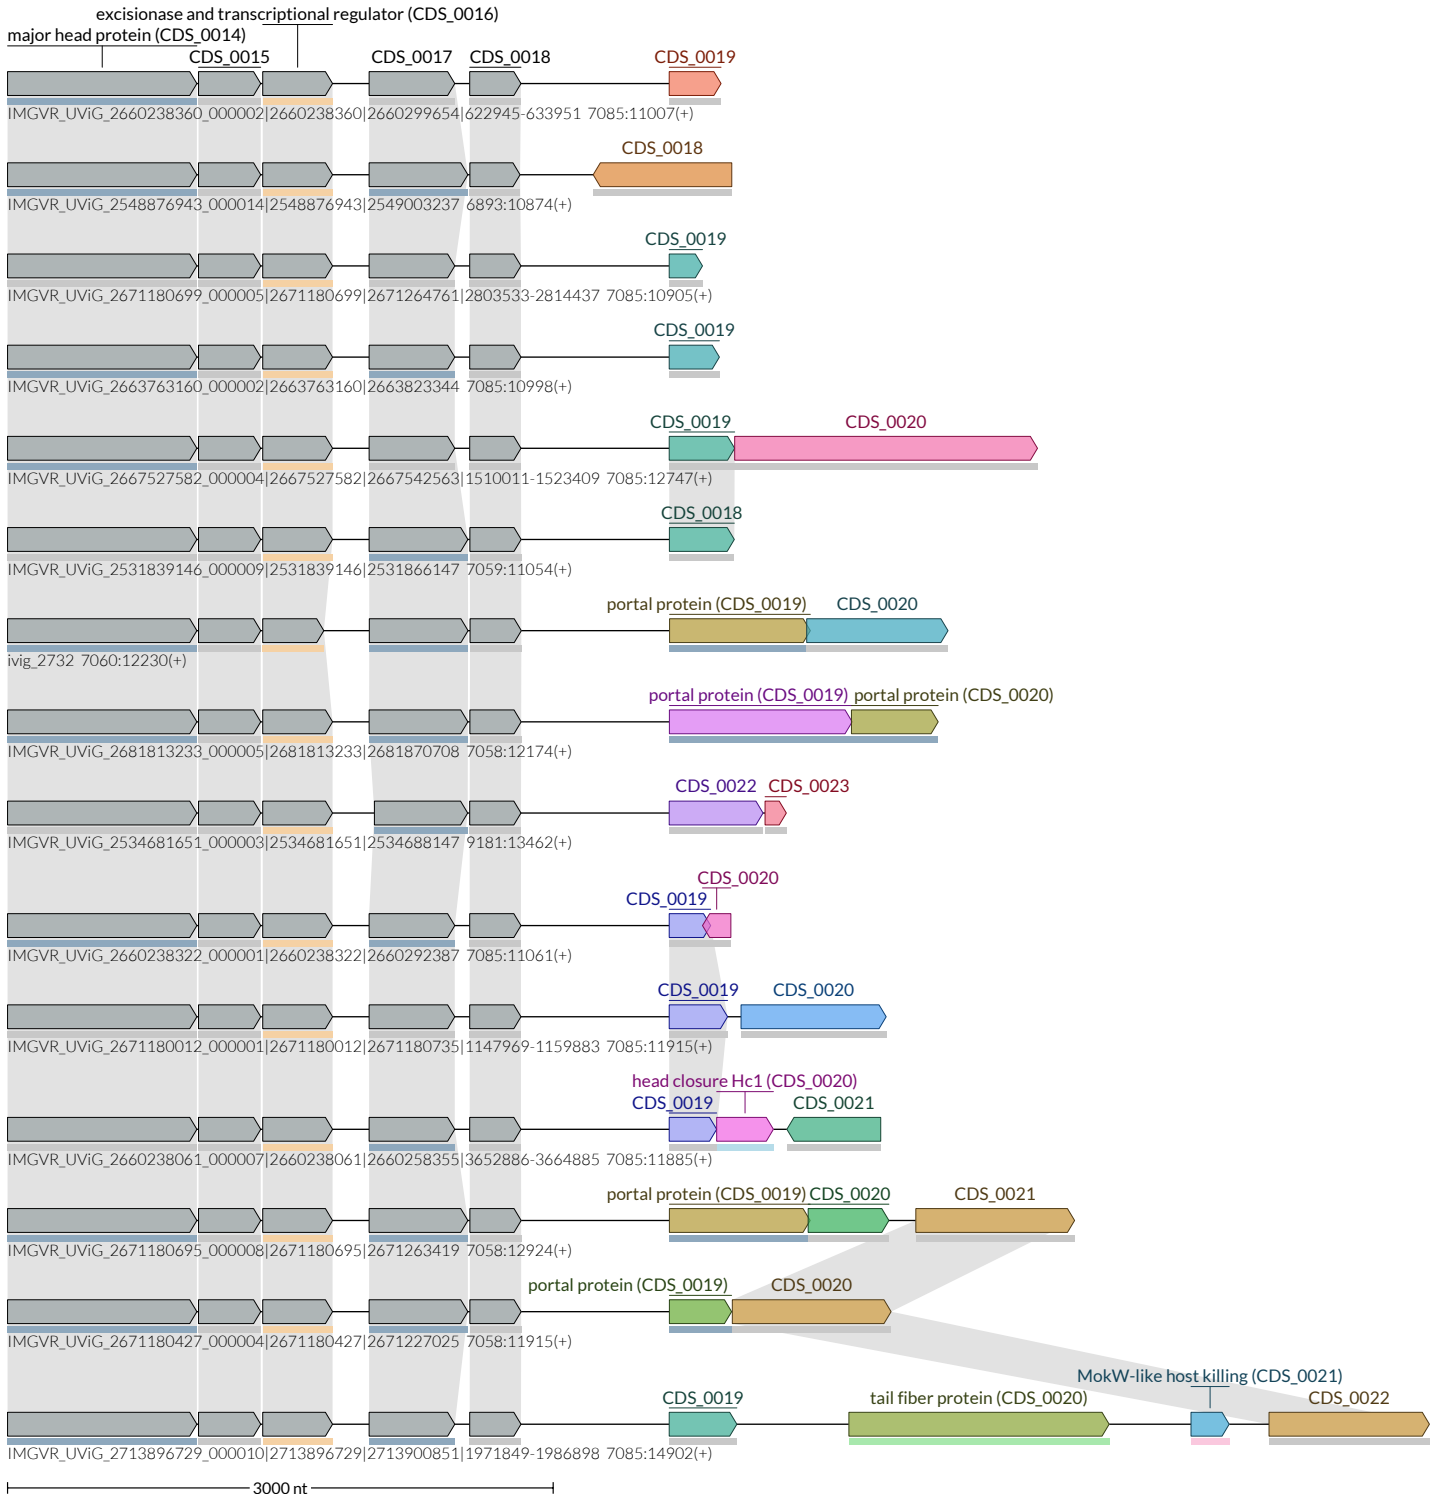 excisionase and transcriptional regulator (CDS_0016)
major head protein (CDS_0014)
CDS_0015 CDS_0017 CDS_0018 CDS_0019
IMGVR_UViG_2660238360_000002|2660238360|2660299654|622945-633951 7085:11007(+)
CDS_0018
IMGVR_UViG_2548876943_000014|2548876943|2549003237 6893:10874(+)
CDS_0019
IMGVR_UViG_2671180699_000005|2671180699|2671264761|2803533-2814437 7085:10905(+)
CDS_0019
IMGVR_UViG_2663763160_000002|2663763160|2663823344 7085:10998(+)
CDS_0019 CDS_0020
IMGVR_UViG_2667527582_000004|2667527582|2667542563|1510011-1523409 7085:12747(+)
CDS_0018
IMGVR_UViG_2531839146_000009|2531839146|2531866147 7059:11054(+)
portal protein (CDS_0019) CDS_0020
ivig_2732 7060:12230(+)
portal protein (CDS_0019) portal protein (CDS_0020)
IMGVR_UViG_2681813233_000005|2681813233|2681870708 7058:12174(+)
CDS_0022 CDS_0023
IMGVR_UViG_2534681651_000003|2534681651|2534688147 9181:13462(+)
CDS_0020
CDS_0019
IMGVR_UViG_2660238322_000001|2660238322|2660292387 7085:11061(+)
CDS_0019 CDS_0020
IMGVR_UViG_2671180012_000001|2671180012|2671180735|1147969-1159883 7085:11915(+)
head closure Hc1 (CDS_0020)
CDS_0019 CDS_0021
IMGVR_UViG_2660238061_000007|2660238061|2660258355|3652886-3664885 7085:11885(+)
portal protein (CDS_0019) CDS_0020 CDS_0021
IMGVR_UViG_2671180695_000008|2671180695|2671263419 7058:12924(+)
portal protein (CDS_0019) CDS_0020
IMGVR_UViG_2671180427_000004|2671180427|2671227025 7058:11915(+)
MokW-like host killing (CDS_0021)
CDS_0019 tail fiber protein (CDS_0020) CDS_0022
IMGVR_UViG_2713896729_000010|2713896729|2713900851|1971849-1986898 7085:14902(+)
3000 nt